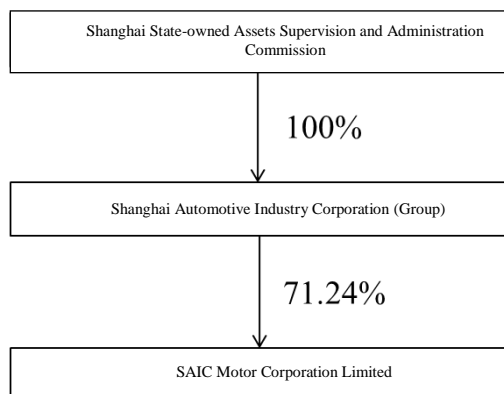 Shanghai State-owned Assets Supervision and Administration
Commission
100%
Shanghai Automotive Industry Corporation (Group)
71.24%
SAIC Motor Corporation Limited